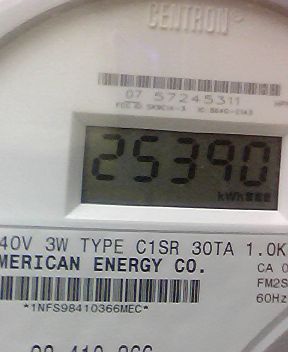 CENTRON
07 57245311
25390
kWh
40V 3W TYPE C1SR 30TA 1.0K
MERICAN ENERGY CO.
CA 0
FM2S
60Hz
*1NFS98410366MEC*